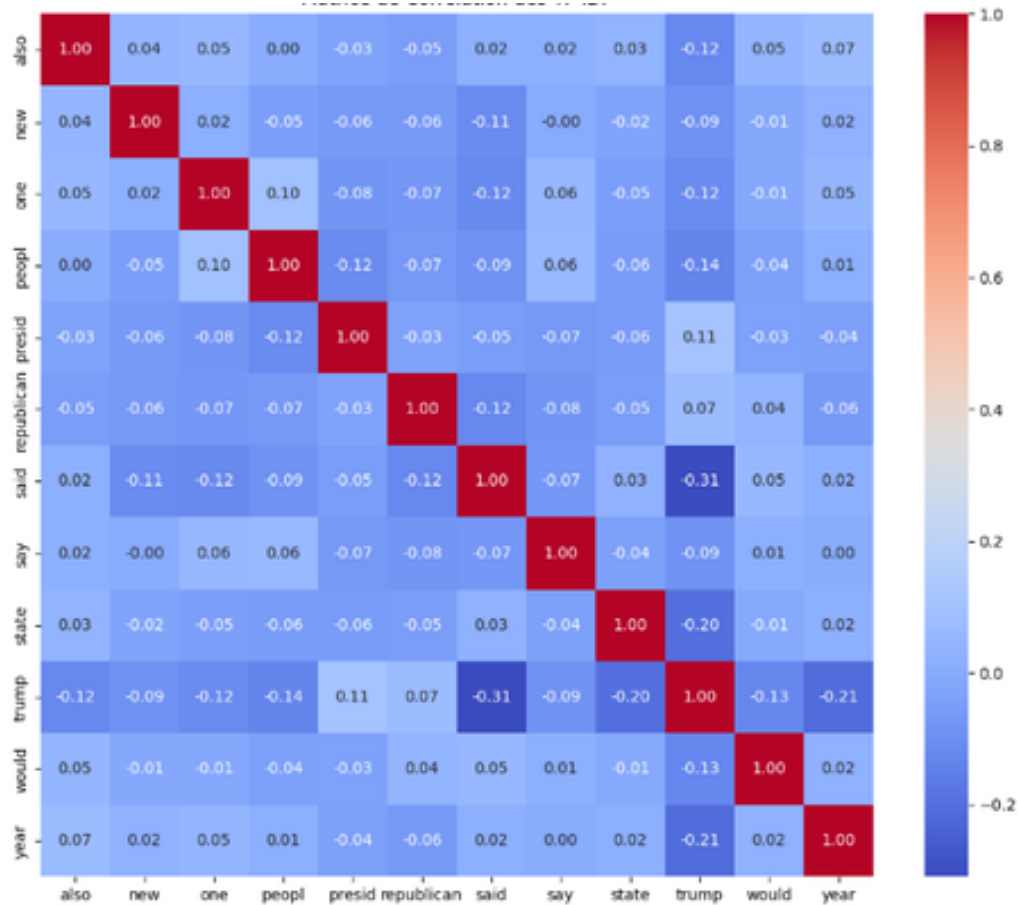 also 1.00 0.04 0.05 0.00 -0.03 -0.05 0.02 0.02 0.03 -0.12 0.05 0.07
new 0.04 1.00 0.02 -0.05 -0.06 -0.06 -0.11 -0.00 -0.02 -0.09 -0.01 0.02
one 0.05 0.02 1.00 0.10 -0.08 -0.07 -0.12 0.06 -0.05 -0.12 -0.01 0.05
peopl 0.00 -0.05 0.10 1.00 -0.12 -0.07 -0.09 0.06 -0.06 -0.14 -0.04 0.01
presid -0.03 -0.06 -0.08 -0.12 1.00 -0.03 -0.05 -0.07 -0.06 0.11 -0.03 -0.04
republican -0.05 -0.06 -0.07 -0.07 -0.03 1.00 -0.12 -0.08 -0.05 0.07 0.04 -0.06
said 0.02 -0.11 -0.12 -0.09 -0.05 -0.12 1.00 -0.07 0.03 -0.31 0.05 0.02
say 0.02 -0.00 0.06 0.06 -0.07 -0.08 -0.07 1.00 -0.04 -0.09 0.01 0.00
state 0.03 -0.02 -0.05 -0.06 -0.06 -0.05 0.03 -0.04 1.00 -0.20 -0.01 0.02
trump -0.12 -0.09 -0.12 -0.14 0.11 0.07 -0.31 -0.09 -0.20 1.00 -0.13 -0.21
would 0.05 -0.01 -0.01 -0.04 -0.03 0.04 0.05 0.01 -0.01 -0.13 1.00 0.02
year 0.07 0.02 0.05 0.01 -0.04 -0.06 0.02 0.00 0.02 -0.21 0.02 1.00
also new one peopl presid republican said say state trump would year
1.0
0.8
0.6
0.4
0.2
0.0
−0.2